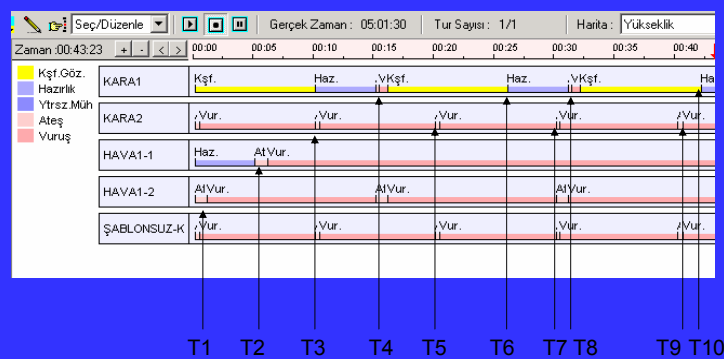 Seç/Düzenle Gerçek Zaman : 05:01:30 Tur Sayısı : 1/1 Harita : Yükseklik
Zaman :00:43:23 + - < > 00:00 00:05 00:10 00:15 00:20 00:25 00:30 00:35 00:40
Kşf.Göz.
Hazırlık
Ytrsz.Müh
Ateş
Vuruş
KARA1 Kşf. Haz. VKşf. Haz. VKşf. Ha
KARA2 Vur. Vur. Vur. Vur. Vur.
HAVA1-1 Haz. At Vur.
HAVA1-2 At Vur. At Vur. At Vur.
ŞABLONSUZ-K Vur. Vur. Vur. Vur. Vur.
T1 T2 T3 T4 T5 T6 T7 T8 T9 T10